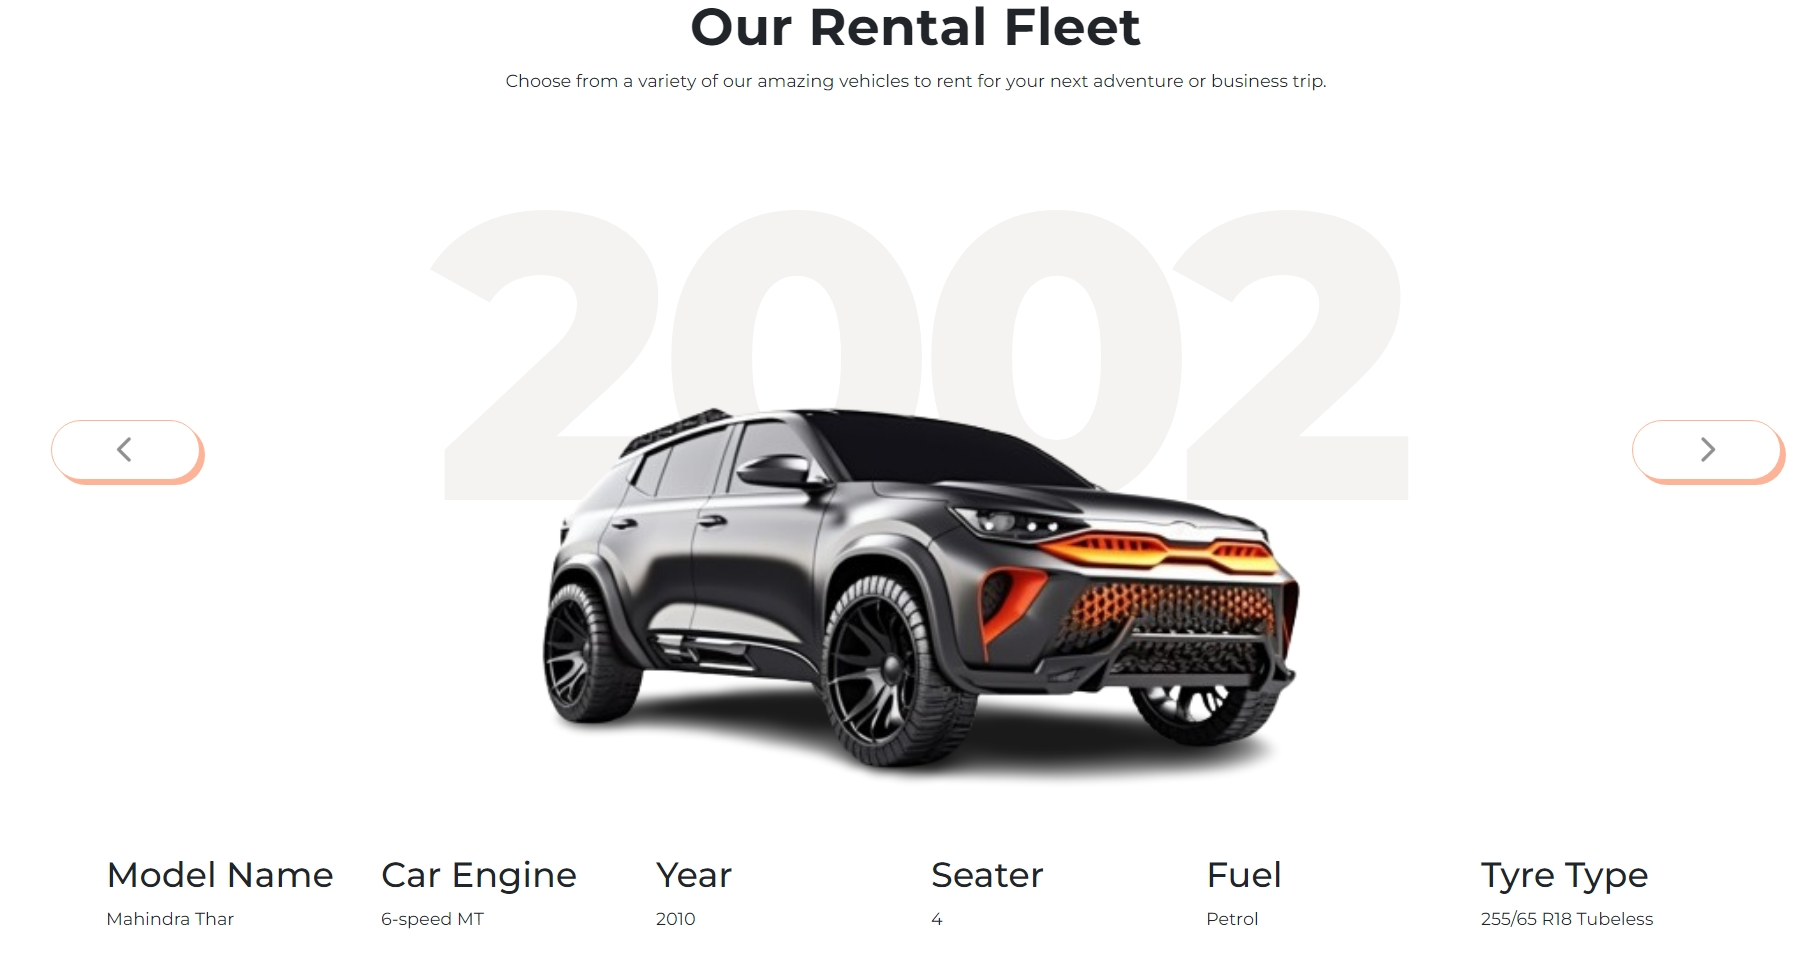 Our Rental Fleet
Choose from a variety of our amazing vehicles to rent for your next adventure or business trip.
2002
Model Name
Mahindra Thar
Car Engine
6-speed MT
Year
2010
Seater
4
Fuel
Petrol
Tyre Type
255/65 R18 Tubeless